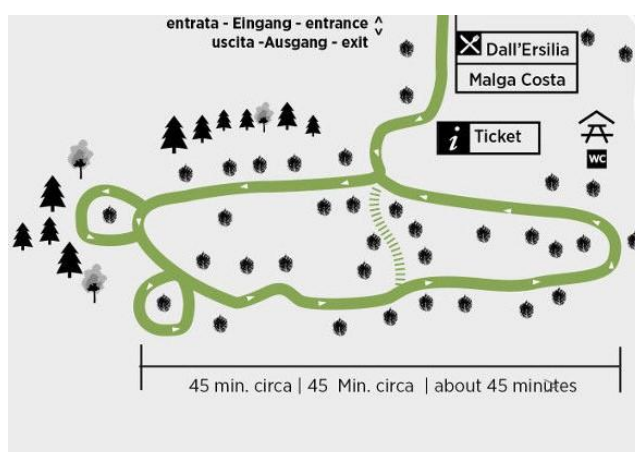 entrata - Eingang - entrance
uscita -Ausgang - exit
Dall'Ersilia
Malga Costa
i Ticket
WC
45 min. circa | 45 Min. circa | about 45 minutes